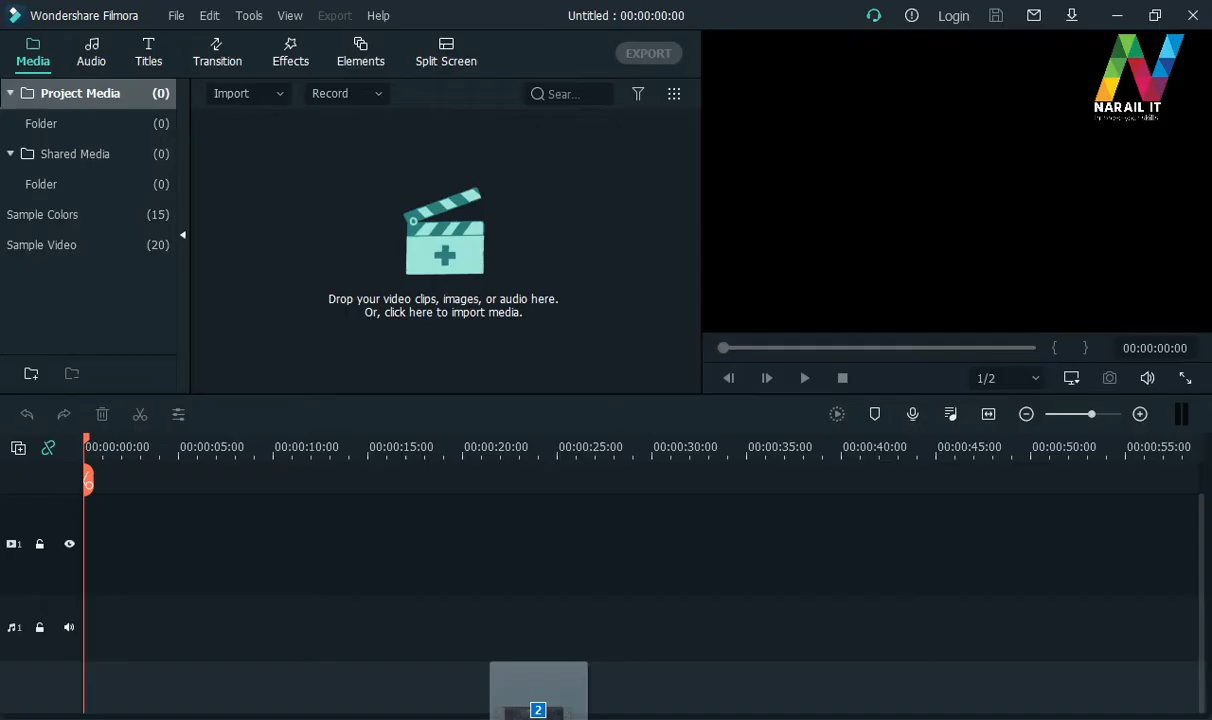 Wondershare Filmora File Edit Tools View Export Help Untitled : 00:00:00:00 Login
Media Audio Titles Transition Effects Elements Split Screen EXPORT
NARAIL IT
Project Media (0) Import Record Sear...
Folder (0)
Shared Media (0)
Folder (0)
Sample Colors (15)
Sample Video (20)
Drop your video clips, images, or audio here.
Or, click here to import media.
{ } 00:00:00:00
1/2
00:00:00:00 00:00:05:00 00:00:10:00 00:00:15:00 00:00:20:00 00:00:25:00 00:00:30:00 00:00:35:00 00:00:40:00 00:00:45:00 00:00:50:00 00:00:55:00
1
1
2